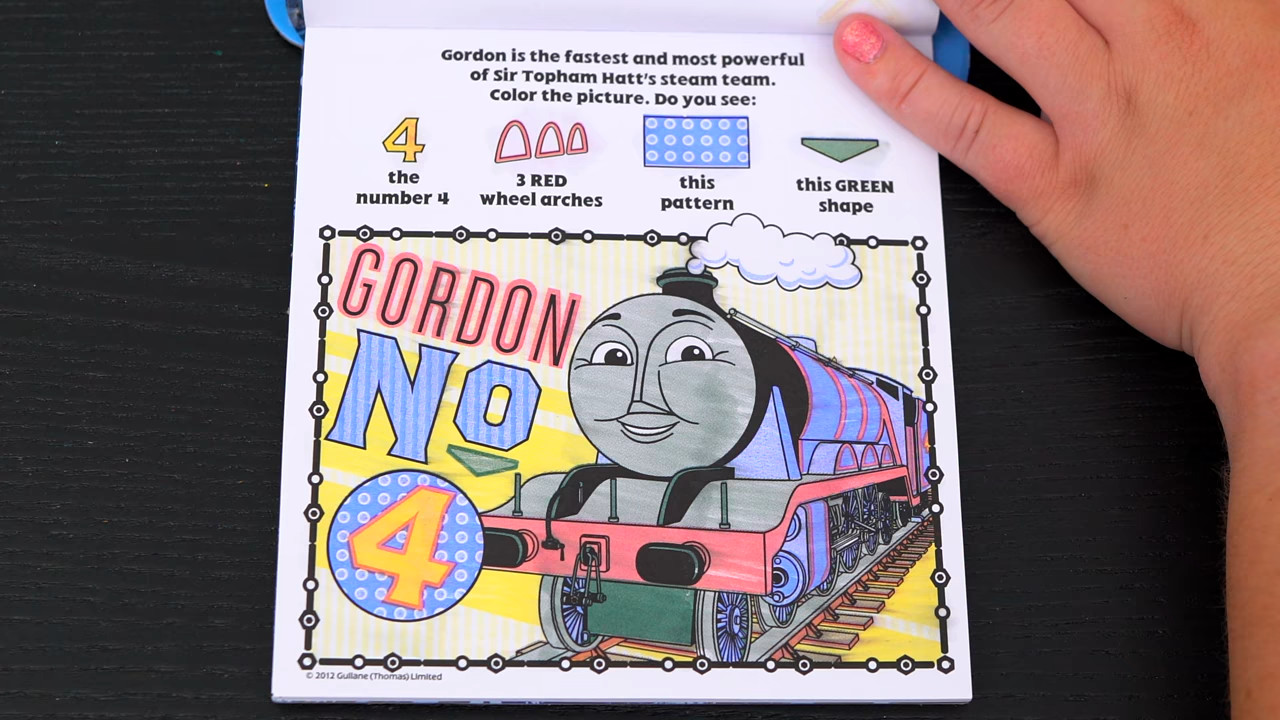 Gordon is the fastest and most powerful
of Sir Topham Hatt's steam team.
Color the picture. Do you see:
4
the
number 4
3 RED
wheel arches
this
pattern
this GREEN
shape
GORDON
NO
4
© 2012 Gullane (Thomas) Limited